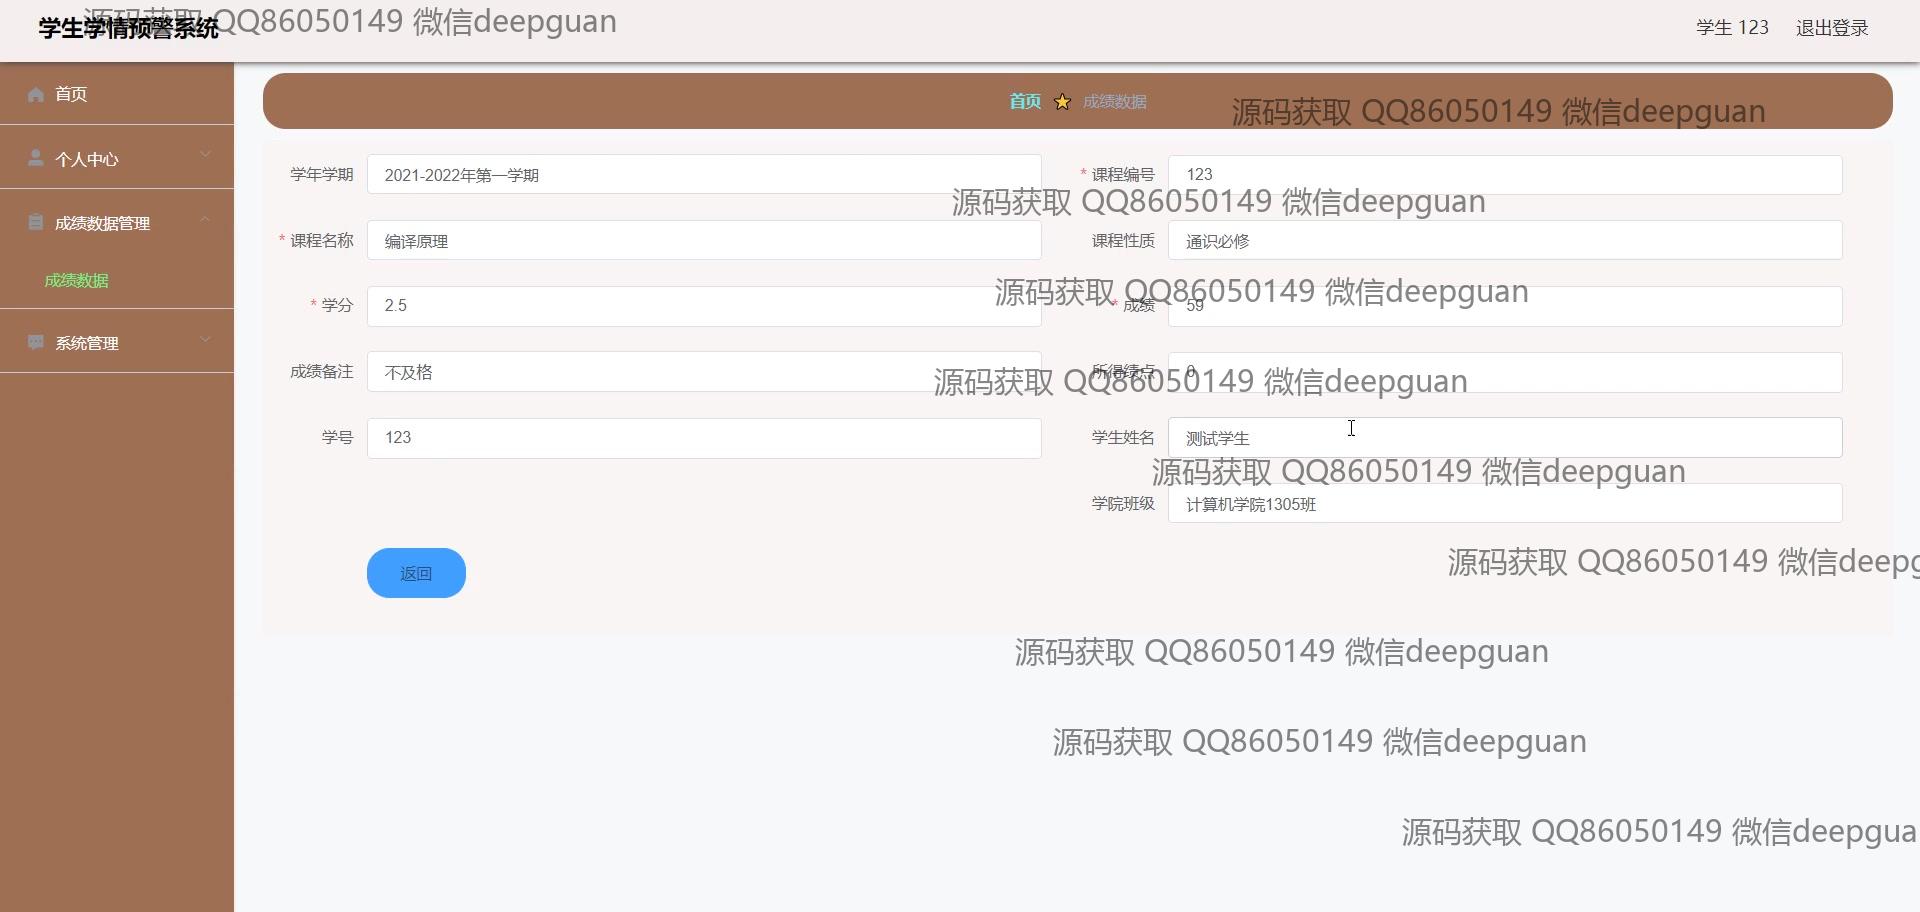 学生学情预警系统
源码获取 QQ86050149 微信deepguan
学生 123 退出登录
首页
首页 成绩数据
源码获取 QQ86050149 微信deepguan
个人中心
学年学期 2021-2022年第一学期 * 课程编号 123
源码获取 QQ86050149 微信deepguan
成绩数据管理
* 课程名称 编译原理 课程性质 通识必修
成绩数据
源码获取 QQ86050149 微信deepguan
* 学分 2.5 * 成绩 59
系统管理
成绩备注 不及格 所得绩点 0
源码获取 QQ86050149 微信deepguan
学号 123 学生姓名 测试学生
源码获取 QQ86050149 微信deepguan
学院班级 计算机学院1305班
源码获取 QQ86050149 微信deepg
返回
源码获取 QQ86050149 微信deepguan
源码获取 QQ86050149 微信deepguan
源码获取 QQ86050149 微信deepgua